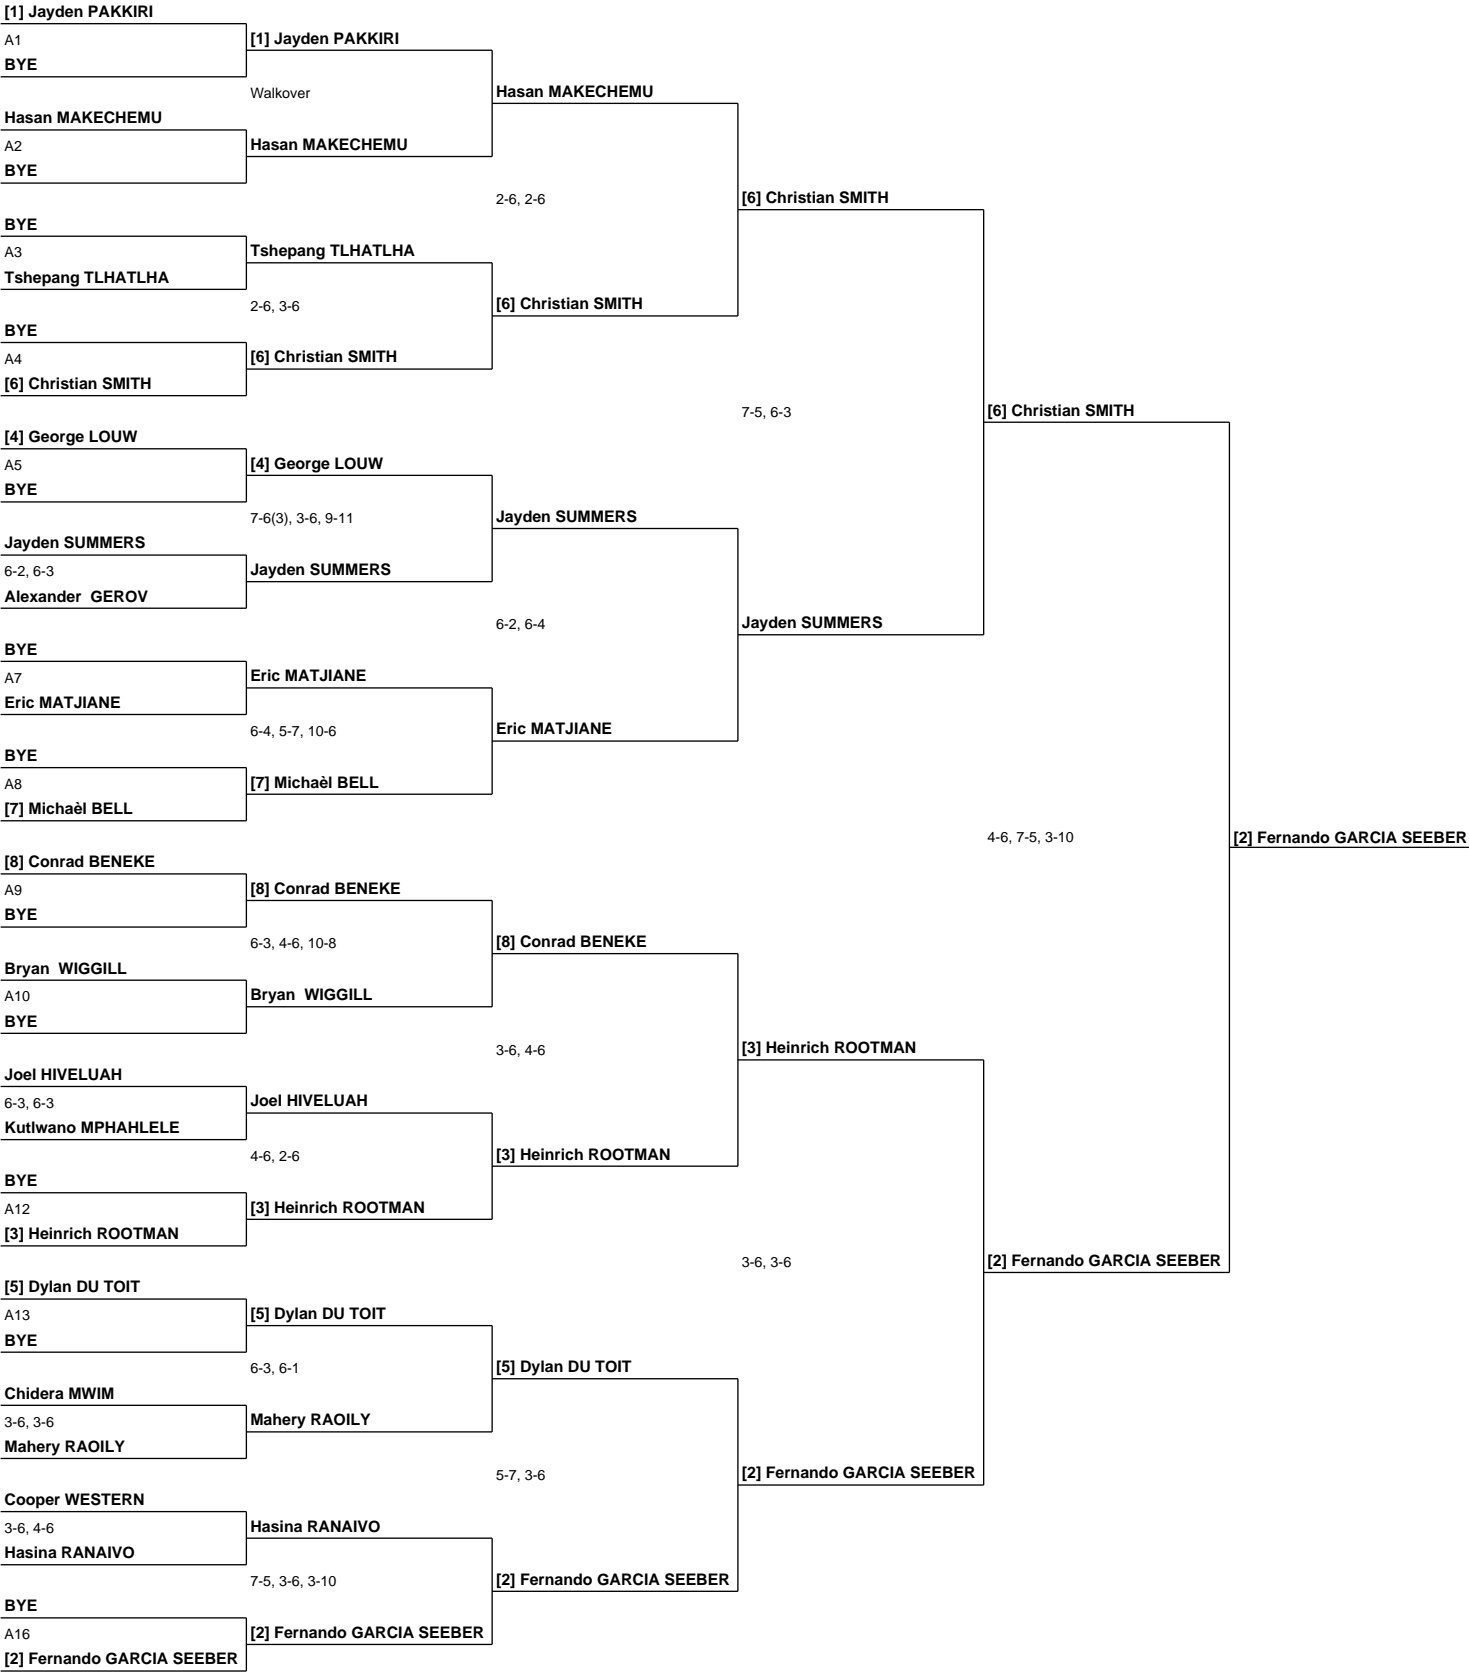 [1] Jayden PAKKIRI
A1
BYE
Hasan MAKECHEMU
A2
BYE
BYE
A3
Tshepang TLHATLHA
BYE
A4
[6] Christian SMITH
[4] George LOUW
A5
BYE
Jayden SUMMERS
6-2, 6-3
Alexander  GEROV
BYE
A7
Eric MATJIANE
BYE
A8
[7] Michaèl BELL
[8] Conrad BENEKE
A9
BYE
Bryan  WIGGILL
A10
BYE
Joel HIVELUAH
6-3, 6-3
Kutlwano MPHAHLELE
BYE
A12
[3] Heinrich ROOTMAN
[5] Dylan DU TOIT
A13
BYE
Chidera MWIM
3-6, 3-6
Mahery RAOILY
Cooper WESTERN
3-6, 4-6
Hasina RANAIVO
BYE
A16
[2] Fernando GARCIA SEEBER
[1] Jayden PAKKIRI
Walkover
Hasan MAKECHEMU
Tshepang TLHATLHA
2-6, 3-6
[6] Christian SMITH
[4] George LOUW
7-6(3), 3-6, 9-11
Jayden SUMMERS
Eric MATJIANE
6-4, 5-7, 10-6
[7] Michaèl BELL
[8] Conrad BENEKE
6-3, 4-6, 10-8
Bryan  WIGGILL
Joel HIVELUAH
4-6, 2-6
[3] Heinrich ROOTMAN
[5] Dylan DU TOIT
6-3, 6-1
Mahery RAOILY
Hasina RANAIVO
7-5, 3-6, 3-10
[2] Fernando GARCIA SEEBER
Hasan MAKECHEMU
2-6, 2-6
[6] Christian SMITH
Jayden SUMMERS
6-2, 6-4
Eric MATJIANE
[8] Conrad BENEKE
3-6, 4-6
[3] Heinrich ROOTMAN
[5] Dylan DU TOIT
5-7, 3-6
[2] Fernando GARCIA SEEBER
[6] Christian SMITH
7-5, 6-3
Jayden SUMMERS
[3] Heinrich ROOTMAN
3-6, 3-6
[2] Fernando GARCIA SEEBER
[6] Christian SMITH
4-6, 7-5, 3-10
[2] Fernando GARCIA SEEBER
[2] Fernando GARCIA SEEBER